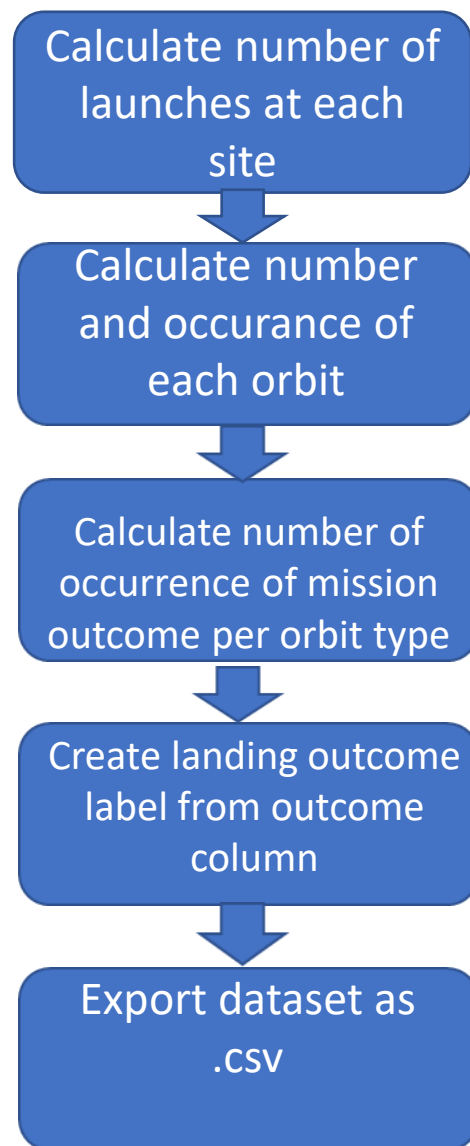 Calculate number of
launches at each
site
Calculate number
and occurance of
each orbit
Calculate number of
occurrence of mission
outcome per orbit type
Create landing outcome
label from outcome
column
Export dataset as
.csv